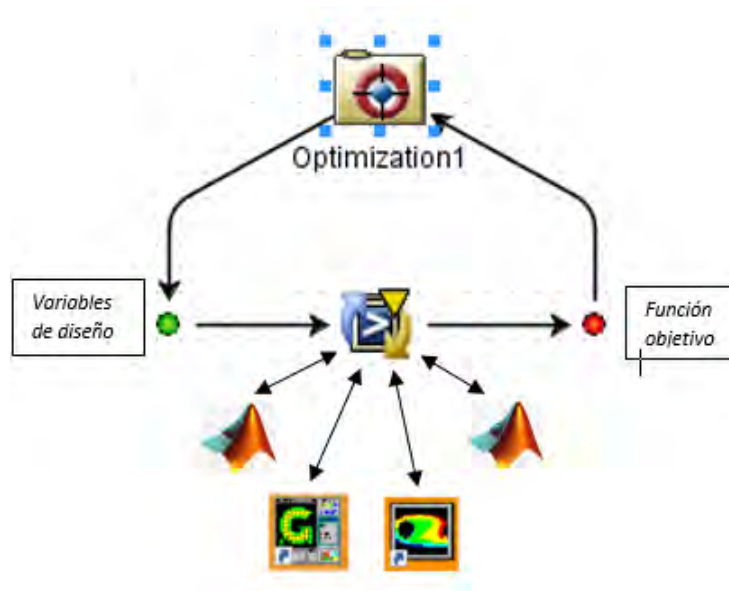 Optimization1
Variables
de diseño
Función
objetivo
G